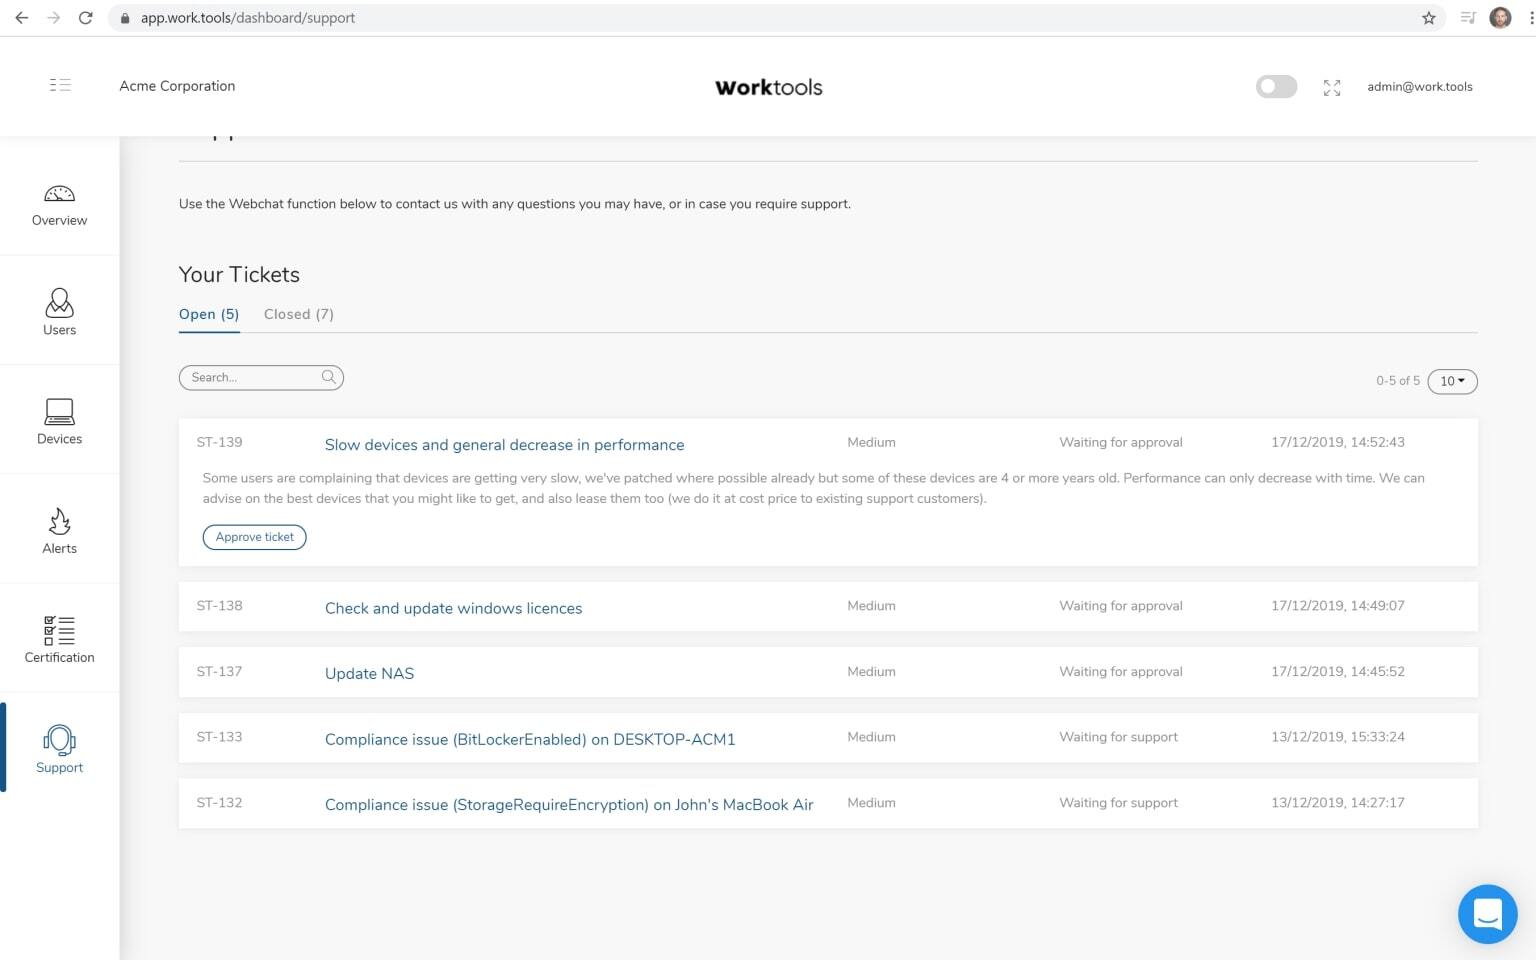 app.work.tools/dashboard/support
Acme Corporation
Worktools
admin@work.tools
Overview
Users
Devices
Alerts
Certification
Support
Use the Webchat function below to contact us with any questions you may have, or in case you require support.
Your Tickets
Open (5) Closed (7)
Search...
0-5 of 5 10
ST-139 Slow devices and general decrease in performance Medium Waiting for approval 17/12/2019, 14:52:43
Some users are complaining that devices are getting very slow, we've patched where possible already but some of these devices are 4 or more years old. Performance can only decrease with time. We can
advise on the best devices that you might like to get, and also lease them too (we do it at cost price to existing support customers).
Approve ticket
ST-138 Check and update windows licences Medium Waiting for approval 17/12/2019, 14:49:07
ST-137 Update NAS Medium Waiting for approval 17/12/2019, 14:45:52
ST-133 Compliance issue (BitLockerEnabled) on DESKTOP-ACM1 Medium Waiting for support 13/12/2019, 15:33:24
ST-132 Compliance issue (StorageRequireEncryption) on John's MacBook Air Medium Waiting for support 13/12/2019, 14:27:17